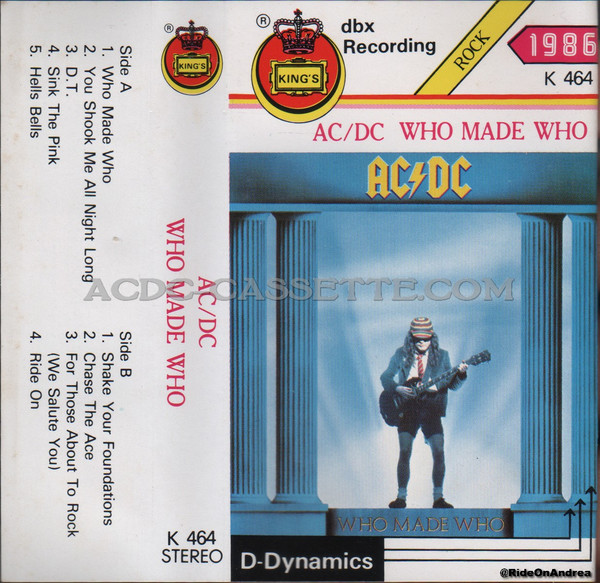 Side A
1. Who Made Who
2. You Shook Me All Night Long
3. D.T.
4. Sink The Pink
5. Hells Bells
Side B
1. Shake Your Foundations
2. Chase The Ace
3. For Those About To Rock
(We Salute You)
4. Ride On
®
KING'S
AC/DC
WHO MADE WHO
K 464
STEREO
®
KING'S
dbx
Recording
ROCK
1986
K 464
AC/DC WHO MADE WHO
AC⚡DC
ACDC-CASSETTE.COM
WHO MADE WHO
D-Dynamics
@RideOnAndrea